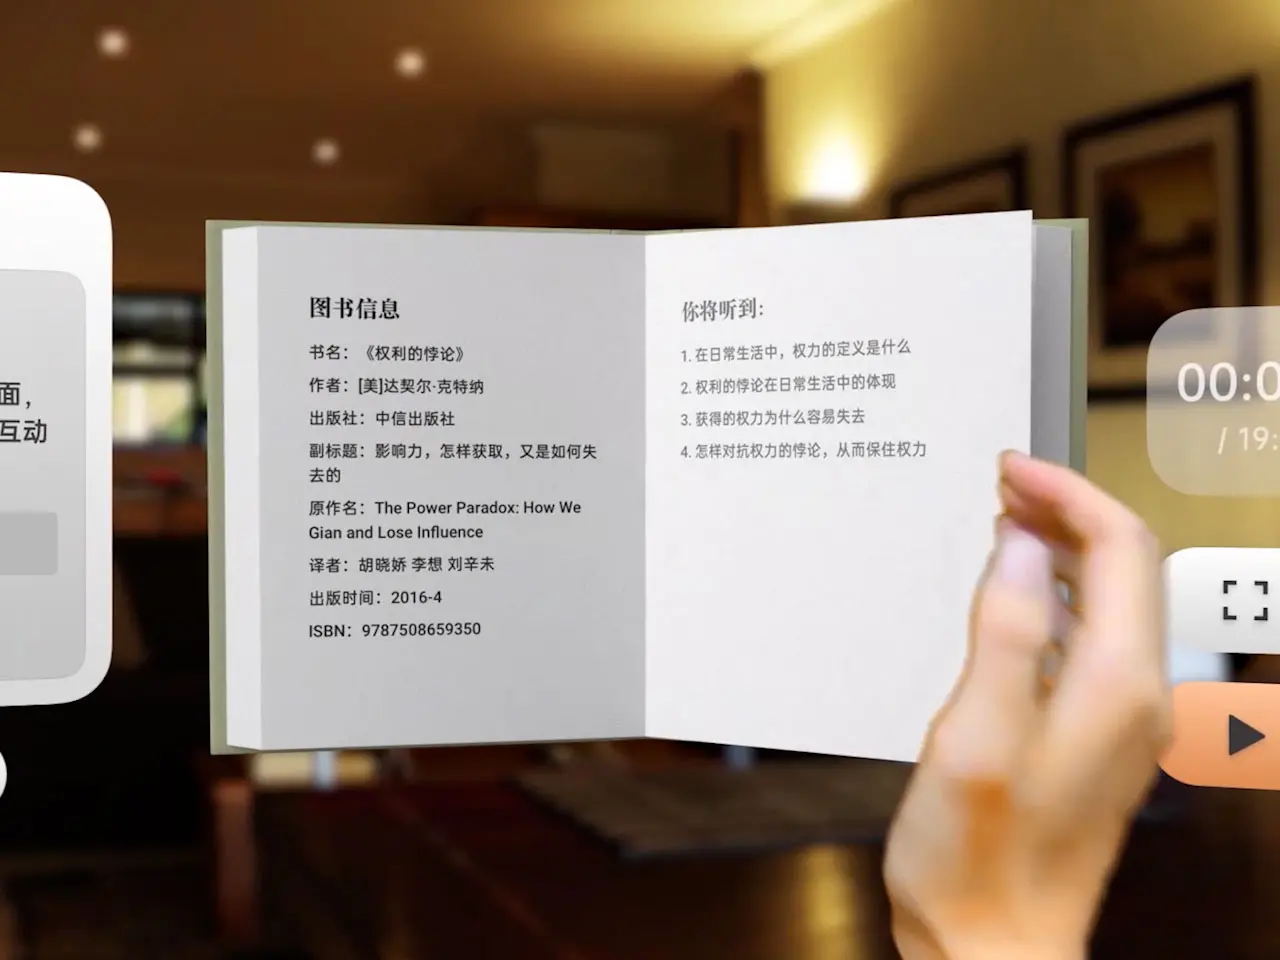 面，
互动
图书信息
书名：《权利的悖论》
作者：[美]达契尔·克特纳
出版社：中信出版社
副标题：影响力，怎样获取，又是如何失
去的
原作名：The Power Paradox: How We
Gian and Lose Influence
译者：胡晓娇 李想 刘辛未
出版时间：2016-4
ISBN：9787508659350
你将听到：
1. 在日常生活中，权力的定义是什么
2. 权利的悖论在日常生活中的体现
3. 获得的权力为什么容易失去
4. 怎样对抗权力的悖论，从而保住权力
00:0
/ 19: